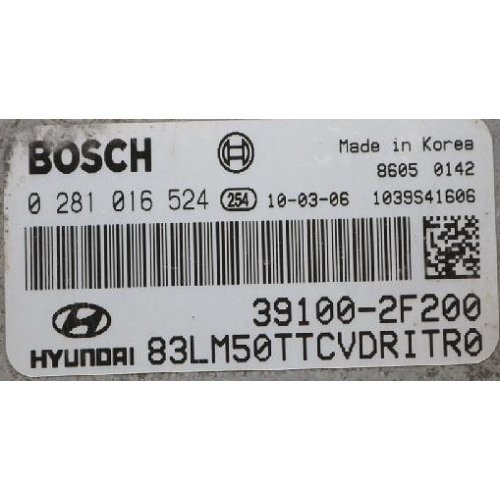 BOSCH
Made in Korea
8605 0142
0 281 016 524 254 10-03-06 1039S41606
39100-2F200
HYUNDAI 83LM50TTCVDRITR0